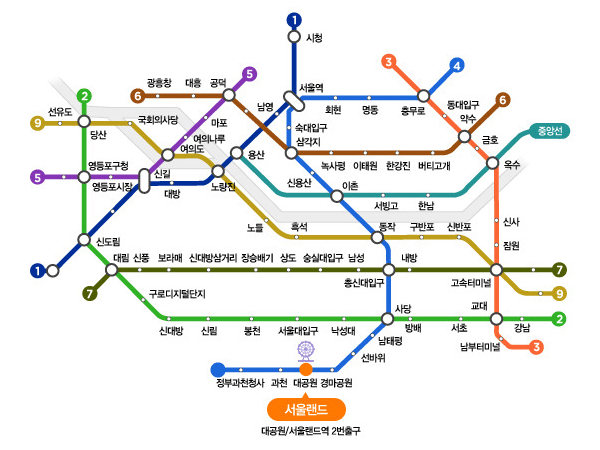 1
시청
3
4
5
2
6
광흥창 대흥 공덕
서울역
6
남영
회현 명동 충무로
동대입구
약수
선유도
9
당산
국회의사당
마포
여의나루
여의도
숙대입구
삼각지
금호
중앙선
영등포구청
5
영등포시장
신길
대방
노량진
용산
녹사평 이태원 한강진 버티고개
옥수
신용산
이촌
서빙고 한남
노들 흑석
동작 구반포 신반포
신사
잠원
신도림
1
대림 신풍 보라매 신대방삼거리 장승배기 상도 숭실대입구 남성
내방
7
총신대입구
고속터미널
7
구로디지털단지
9
사당
교대
신대방 신림 봉천 서울대입구 낙성대
방배 서초 강남
2
남태령
선바위
남부터미널
3
정부과천청사 과천 대공원 경마공원
서울랜드
대공원/서울랜드역 2번출구